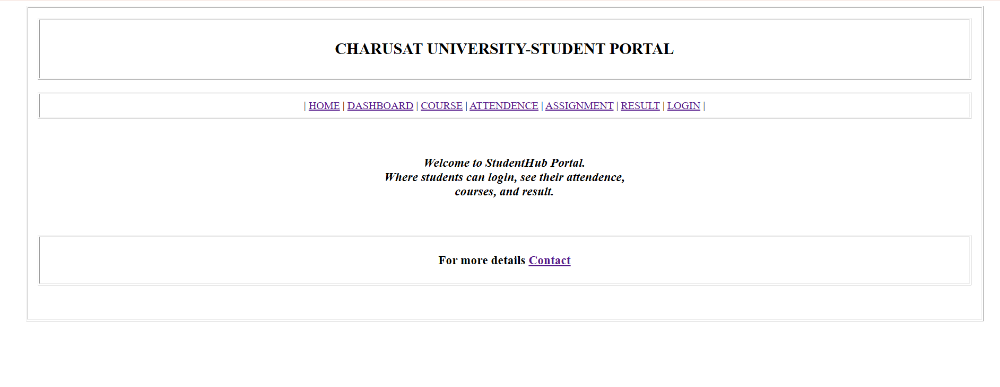 CHARUSAT UNIVERSITY-STUDENT PORTAL
| HOME | DASHBOARD | COURSE | ATTENDENCE | ASSIGNMENT | RESULT | LOGIN |
Welcome to StudentHub Portal.
Where students can login, see their attendence,
courses, and result.
For more details Contact